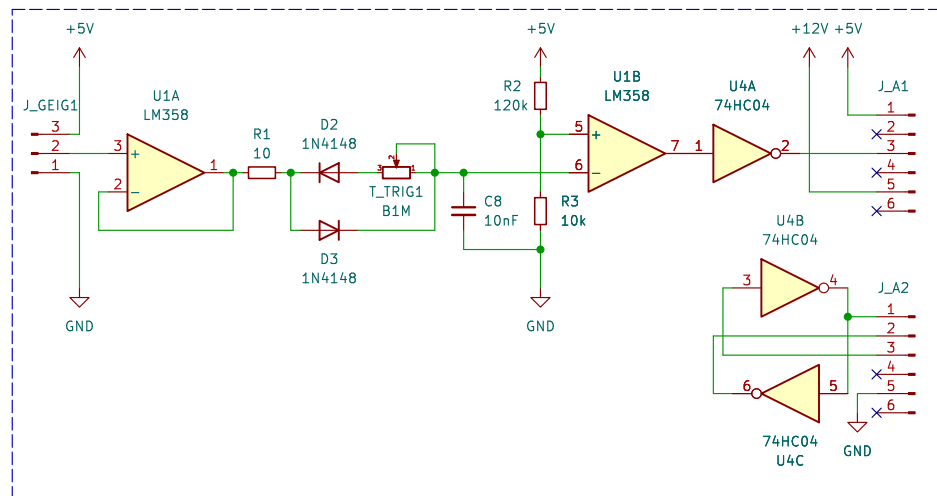 +5V
J_GEIG1
3
2
1
GND
U1A
LM358
3
+
2
−
1
R1
10
D2
1N4148
D3
1N4148
3
2
1
T_TRIG1
B1M
C8
10nF
+5V
R2
120k
R3
10k
GND
U1B
LM358
5
+
6
−
7
U4A
74HC04
1
2
+12V
+5V
J_A1
1
2
3
4
5
6
U4B
74HC04
3
4
J_A2
1
2
3
4
5
6
6
5
74HC04
U4C
GND